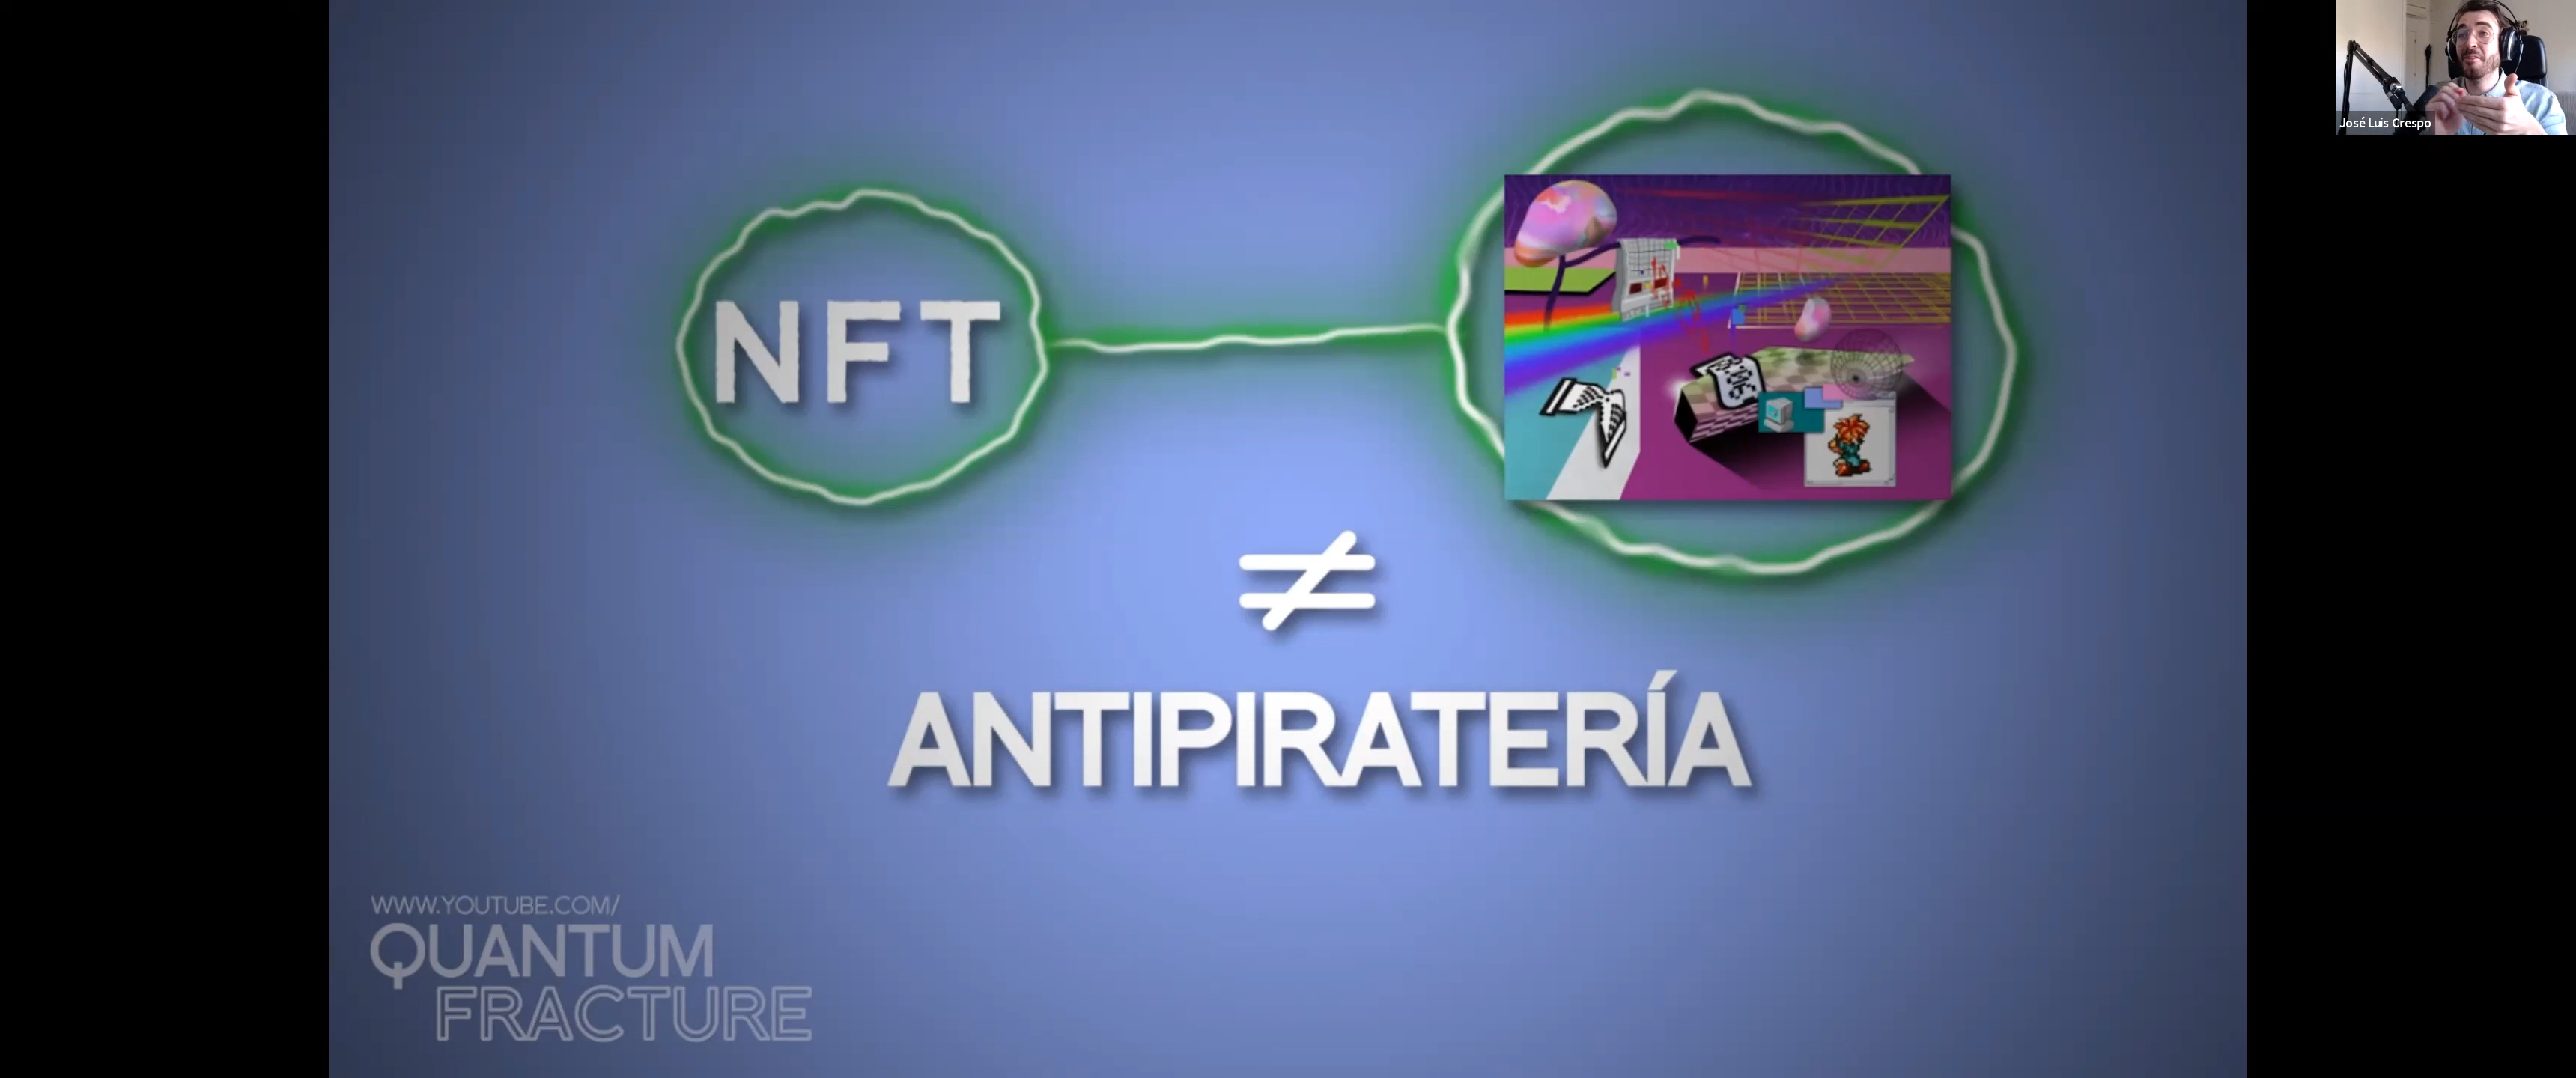 José Luis Crespo
NFT
≠
ANTIPIRATERÍA
WWW.YOUTUBE.COM/
QUANTUM
FRACTURE